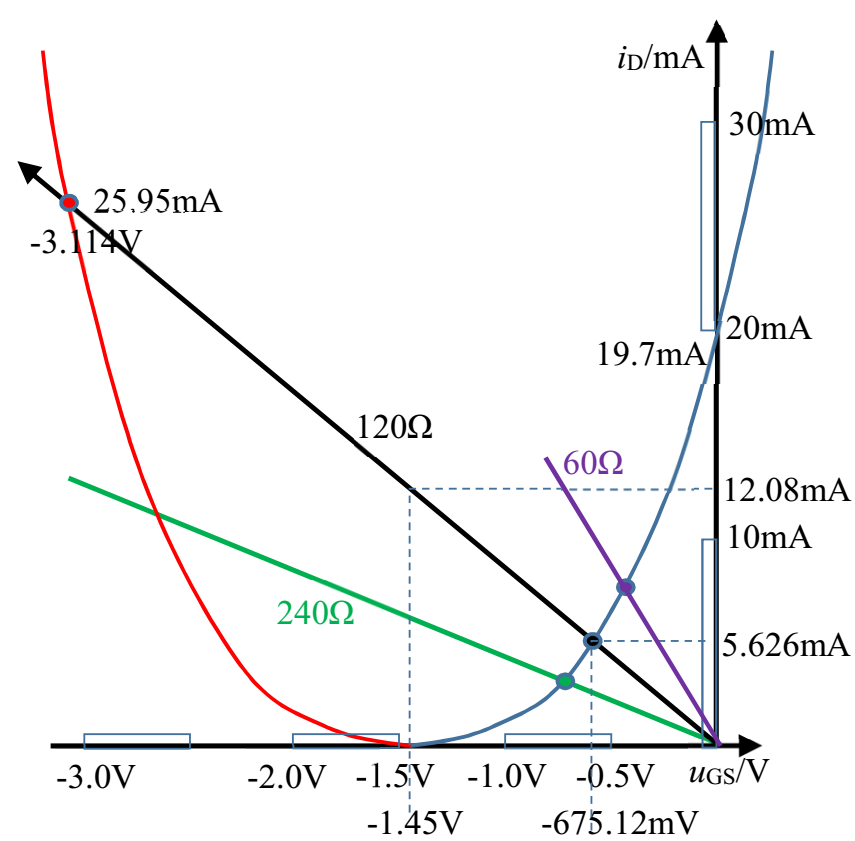 iD/mA
30mA
25.95mA
-3.114V
20mA
19.7mA
120Ω
60Ω
12.08mA
10mA
240Ω
5.626mA
-3.0V
-2.0V
-1.5V
-1.0V
-0.5V
uGS/V
-1.45V
-675.12mV